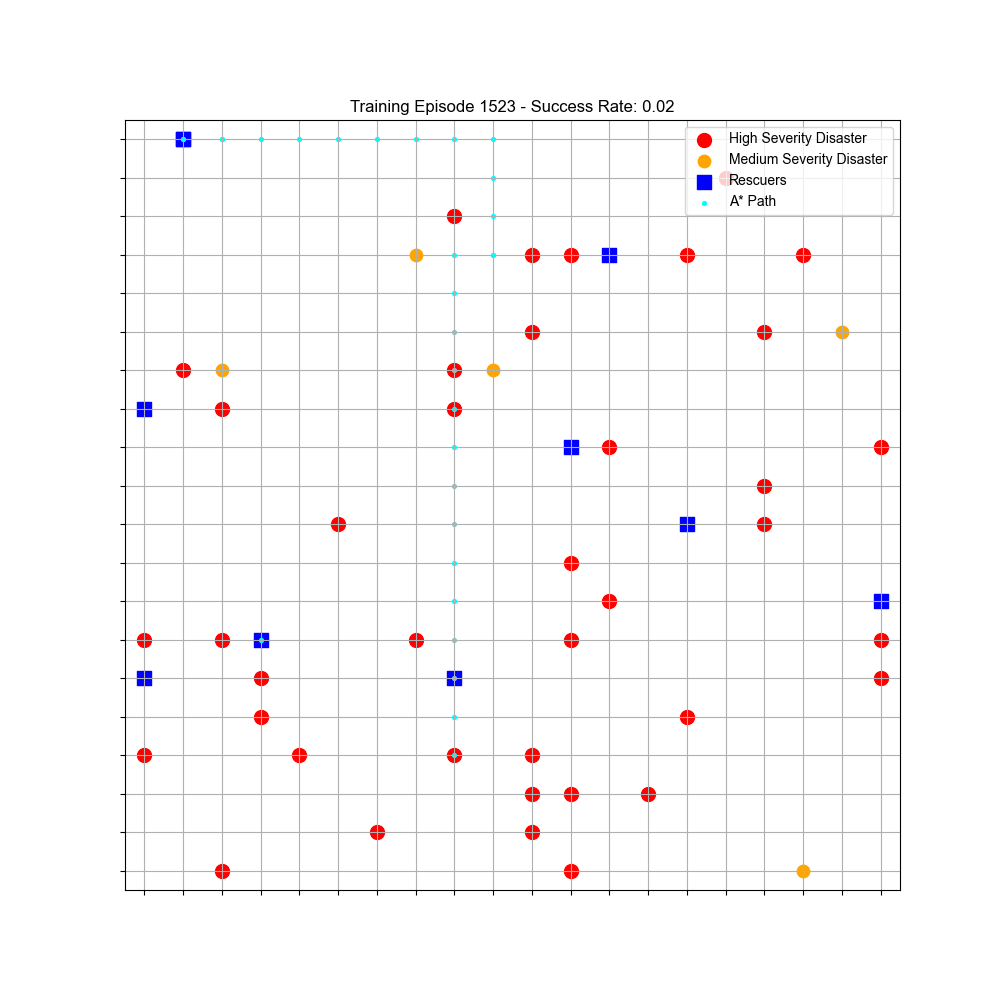 Training Episode 1523 - Success Rate: 0.02
High Severity Disaster
Medium Severity Disaster
Rescuers
A* Path